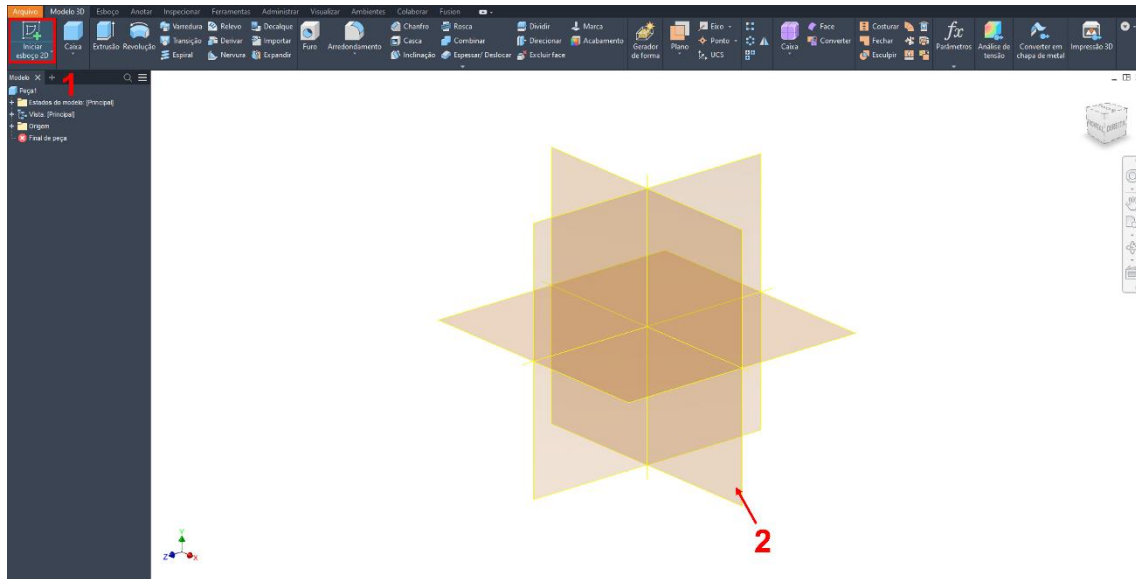 Arquivo Modelo 3D Esboço Anotar Inspecionar Ferramentas Administrar Visualizar Ambientes Colaborar Fusion
Varredura Relevo Decalque Chanfro Rosca Dividir Marca Eixo Face Costurar
Iniciar esboço 2D Caixa Extrusão Revolução Transição Derivar Importar Furo Arredondamento Casca Combinar Direcionar Acabamento Gerador de forma Plano Ponto Caixa Converter Fechar Parâmetros Análise de tensão Converter em chapa de metal Impressão 3D
Espiral Nervura Expandir Inclinação Espessar/ Deslocar Excluir face UCS Esculpir
fx
Modelo X +
1
Peça1
Estados do modelo: [Principal]
Vista: [Principal]
Origem
Final de peça
FRONTAL DIREITA
2
Y
Z X